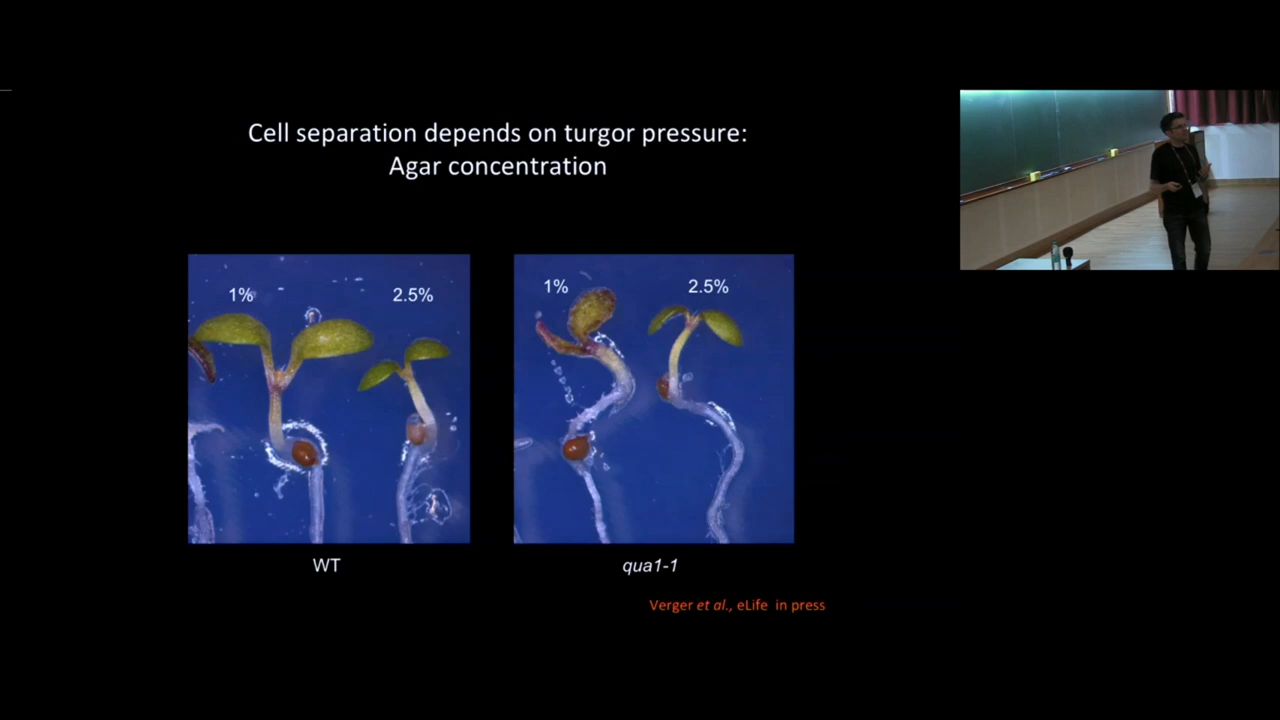 Cell separation depends on turgor pressure:
Agar concentration
1%
2.5%
1%
2.5%
WT
qua1-1
Verger et al., eLife in press